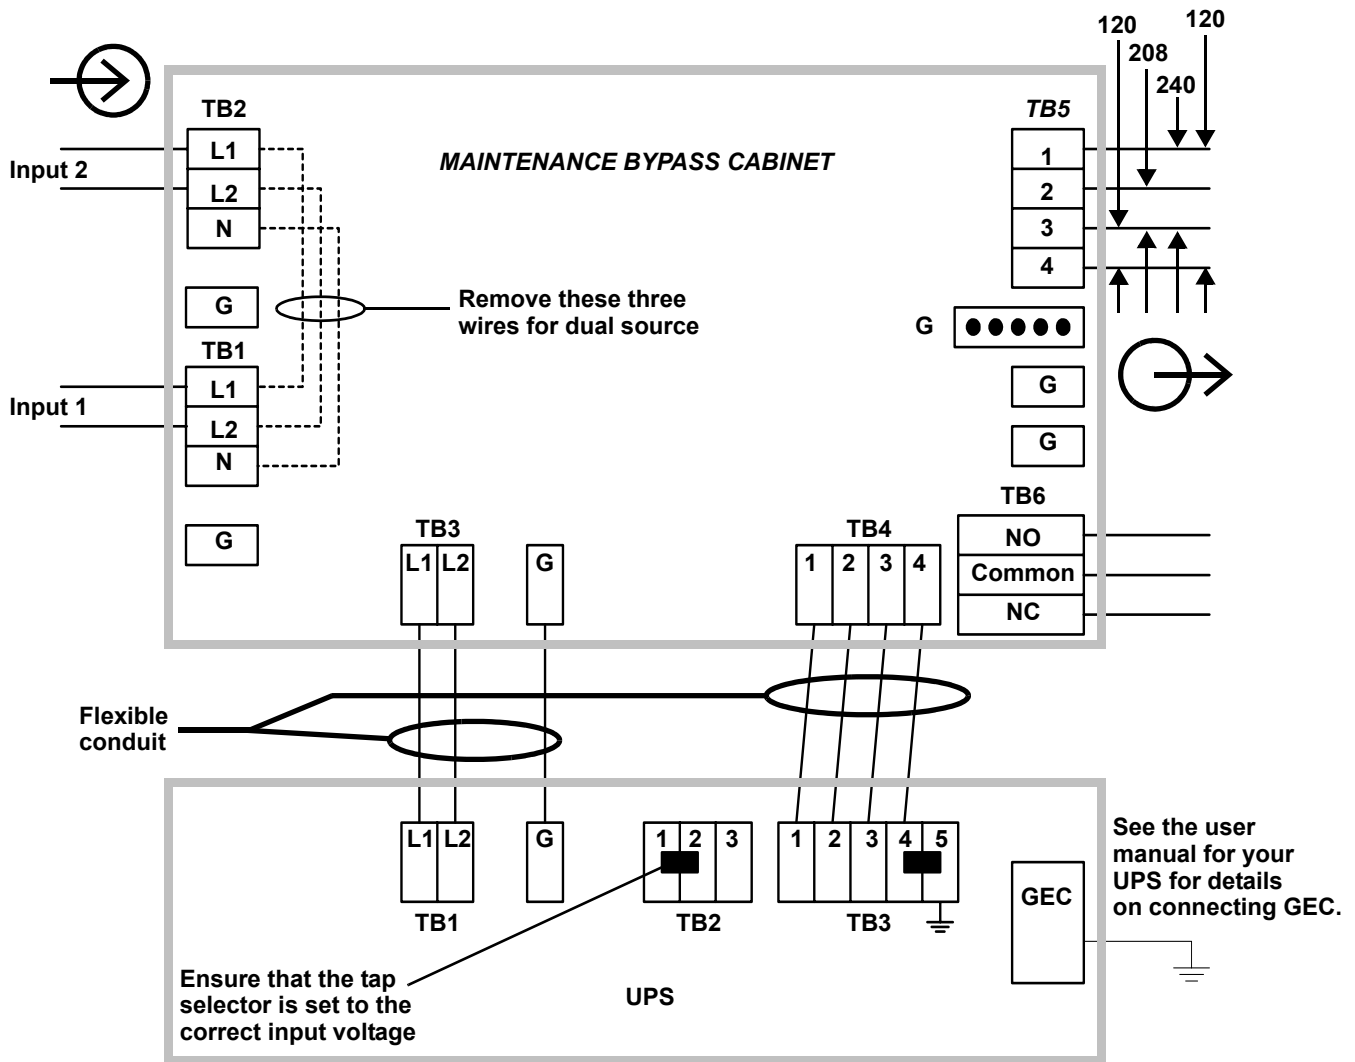 120
120
208
240
TB2
TB5
MAINTENANCE BYPASS CABINET
Input 2
L1
L2
N
1
2
3
4
G
Remove these three
wires for dual source
G
TB1
Input 1
L1
L2
N
G
G
TB6
G
TB3
L1 L2
G
TB4
1 2 3 4
NO
Common
NC
Flexible
conduit
L1 L2
G
1 2 3
1 2 3 4 5
TB1
TB2
TB3
GEC
See the user
manual for your
UPS for details
on connecting GEC.
Ensure that the tap
selector is set to the
correct input voltage
UPS